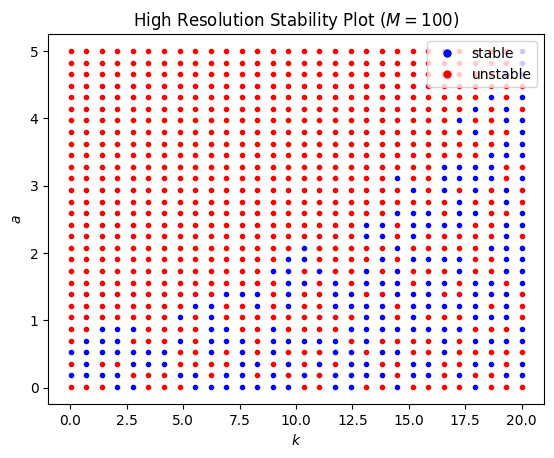 High Resolution Stability Plot (M = 100)
stable
unstable
5
4
3
2
1
0
a
0.0 2.5 5.0 7.5 10.0 12.5 15.0 17.5 20.0
k